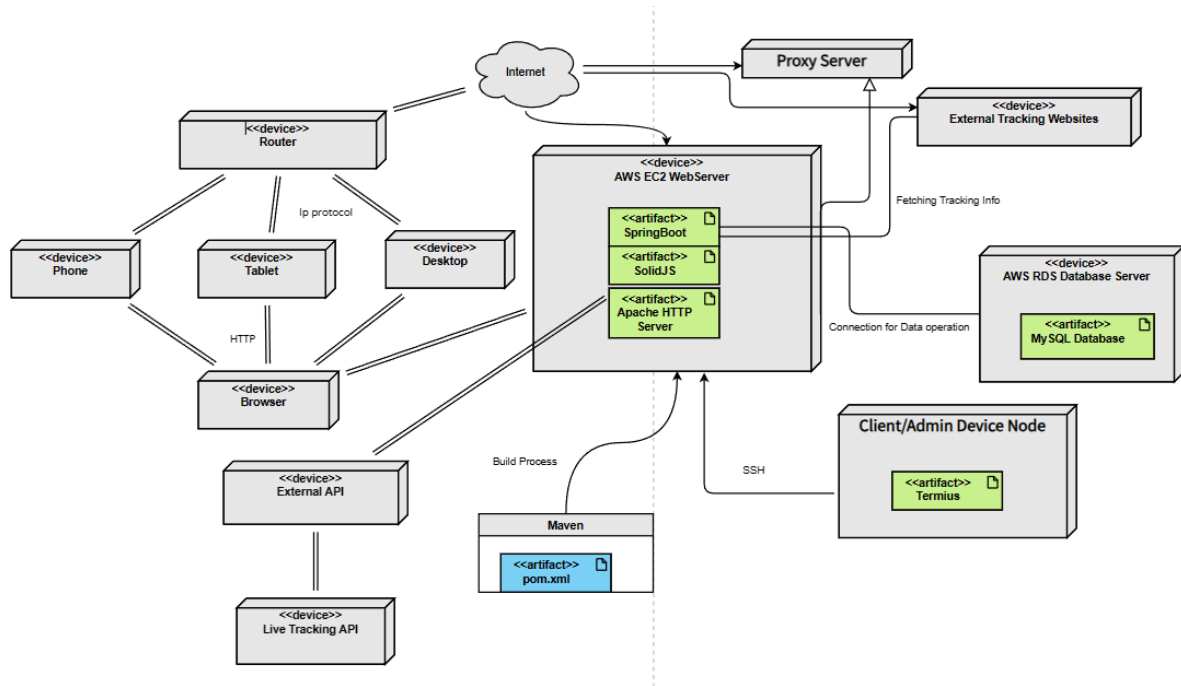 Internet
Proxy Server
<<device>>
External Tracking Websites
<<device>>
Router
<<device>>
AWS EC2 WebServer
Fetching Tracking Info
Ip protocol
<<artifact>>
SpringBoot
<<artifact>>
SolidJS
<<artifact>>
Apache HTTP
Server
<<device>>
Phone
<<device>>
Tablet
<<device>>
Desktop
<<device>>
AWS RDS Database Server
<<artifact>>
MySQL Database
Connection for Data operation
HTTP
<<device>>
Browser
Client/Admin Device Node
<<artifact>>
Termius
SSH
Build Process
<<device>>
External API
Maven
<<artifact>>
pom.xml
<<device>>
Live Tracking API